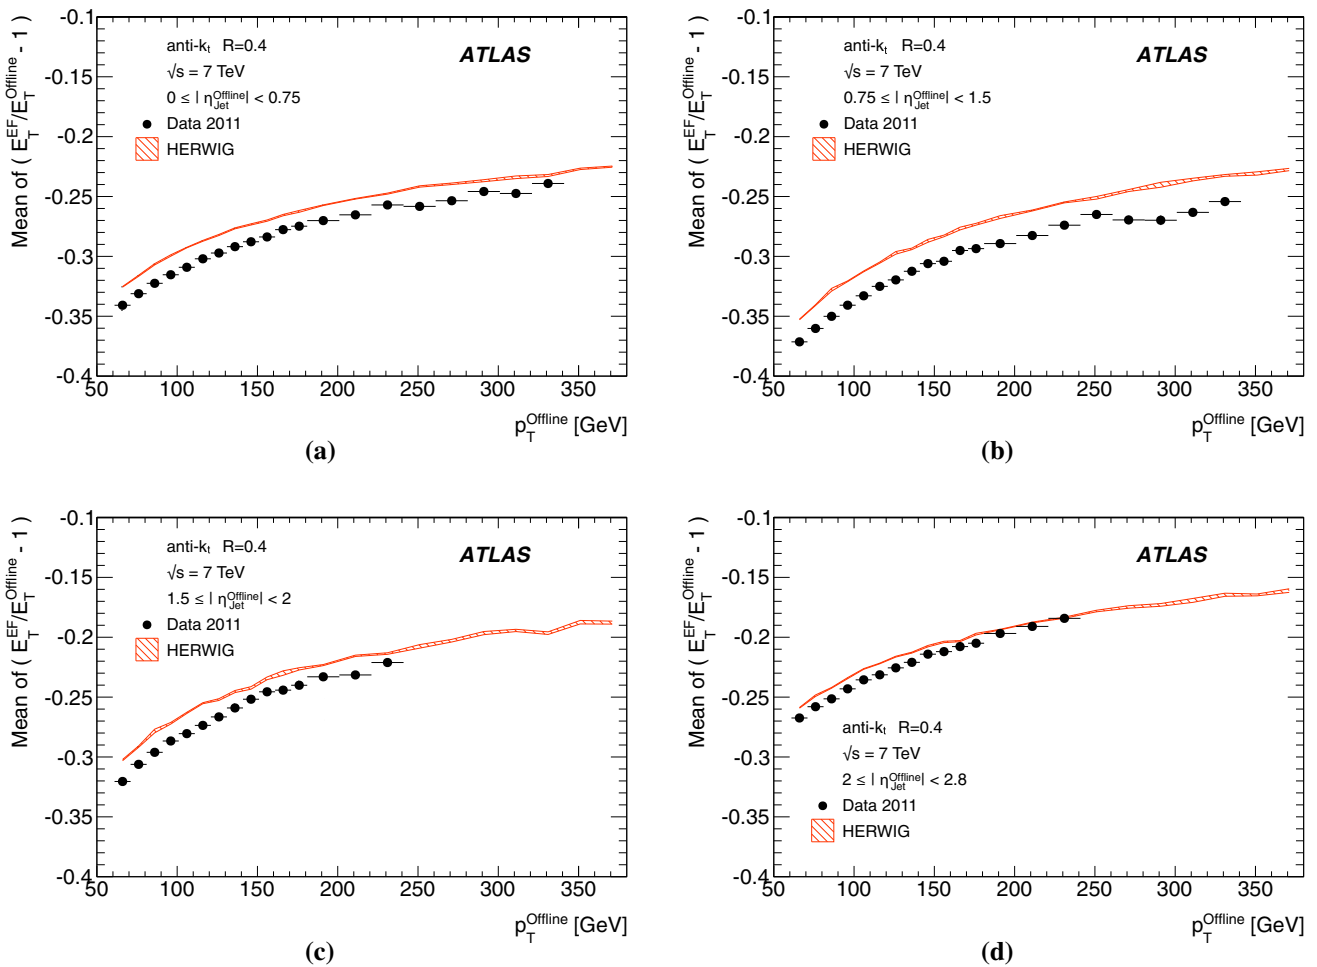 Mean of ( E_T^EF/E_T^Offline - 1 )
-0.1
-0.15
-0.2
-0.25
-0.3
-0.35
-0.4
anti-k_t R=0.4
√s = 7 TeV
0 ≤ | η_Jet^Offline | < 0.75
Data 2011
HERWIG
ATLAS
50 100 150 200 250 300 350
p_T^Offline [GeV]
(a)
Mean of ( E_T^EF/E_T^Offline - 1 )
-0.1
-0.15
-0.2
-0.25
-0.3
-0.35
-0.4
anti-k_t R=0.4
√s = 7 TeV
0.75 ≤ | η_Jet^Offline | < 1.5
Data 2011
HERWIG
ATLAS
50 100 150 200 250 300 350
p_T^Offline [GeV]
(b)
Mean of ( E_T^EF/E_T^Offline - 1 )
-0.1
-0.15
-0.2
-0.25
-0.3
-0.35
-0.4
anti-k_t R=0.4
√s = 7 TeV
1.5 ≤ | η_Jet^Offline | < 2
Data 2011
HERWIG
ATLAS
50 100 150 200 250 300 350
p_T^Offline [GeV]
(c)
Mean of ( E_T^EF/E_T^Offline - 1 )
-0.1
-0.15
-0.2
-0.25
-0.3
-0.35
-0.4
ATLAS
anti-k_t R=0.4
√s = 7 TeV
2 ≤ | η_Jet^Offline | < 2.8
Data 2011
HERWIG
50 100 150 200 250 300 350
p_T^Offline [GeV]
(d)